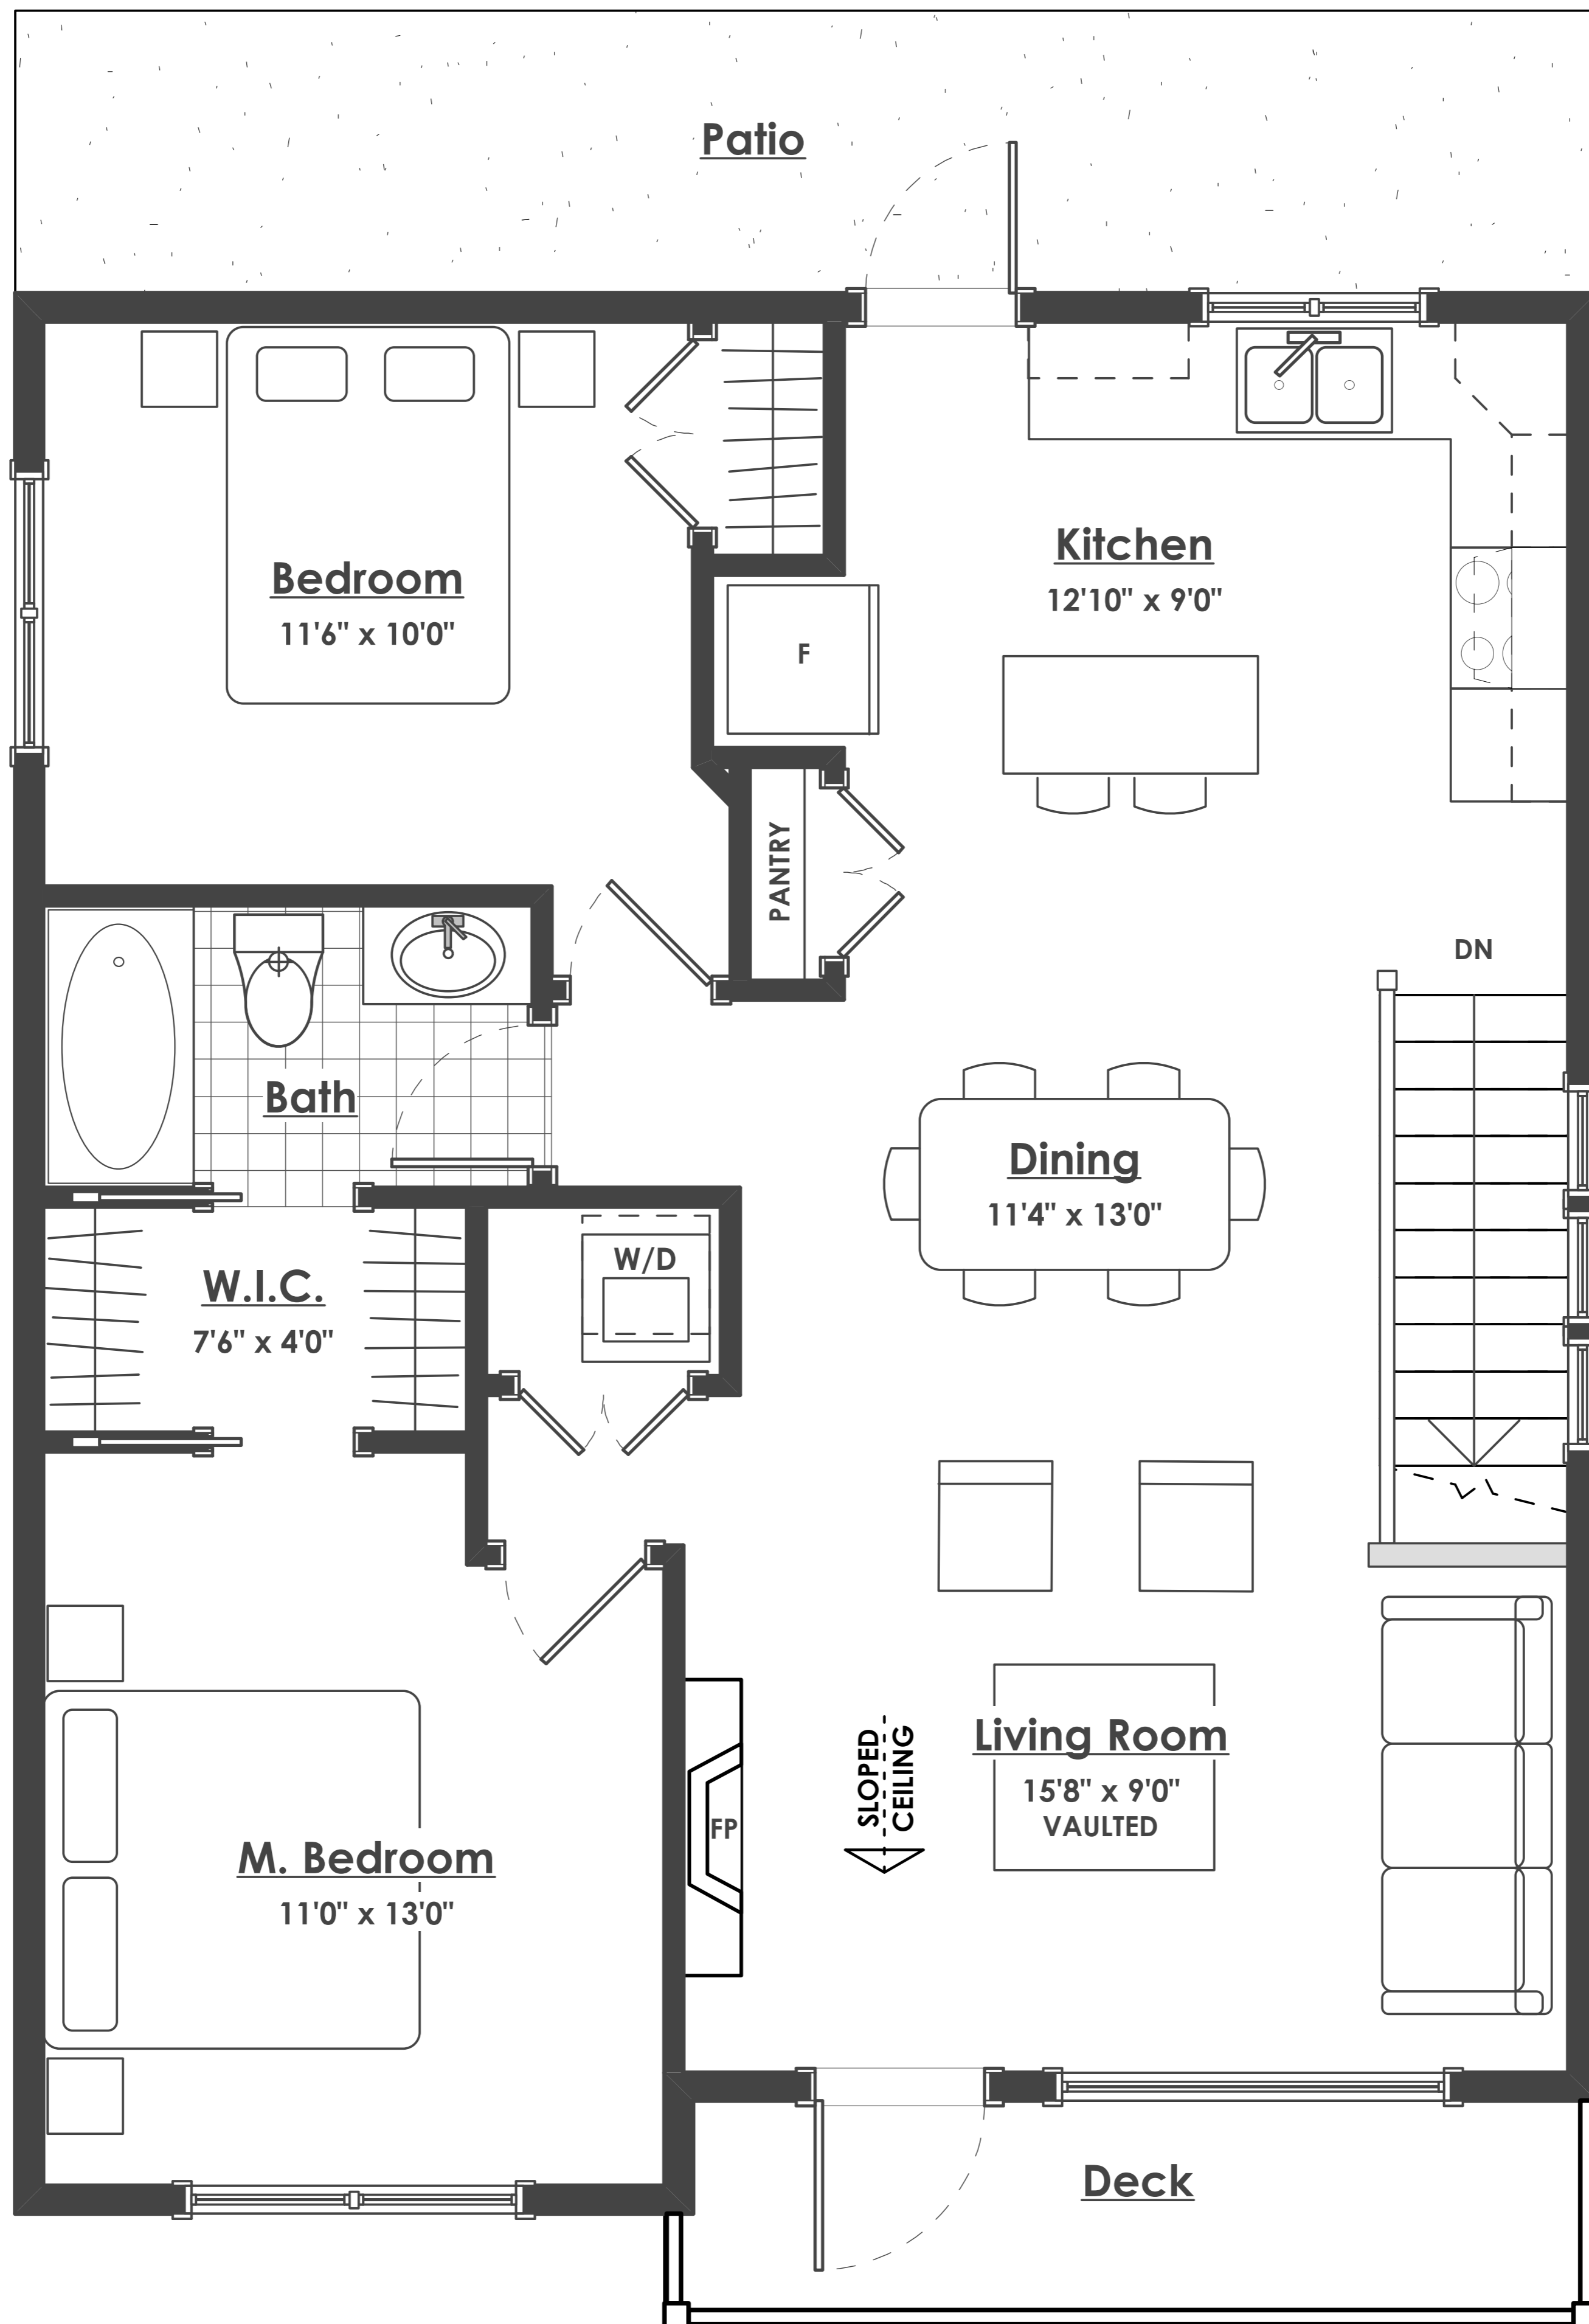 Patio
Kitchen
12'10" x 9'0"
Bedroom
11'6" x 10'0"
F
PANTRY
DN
Bath
Dining
11'4" x 13'0"
W/D
W.I.C.
7'6" x 4'0"
Living Room
15'8" x 9'0"
VAULTED
SLOPED
CEILING
FP
M. Bedroom
11'0" x 13'0"
Deck